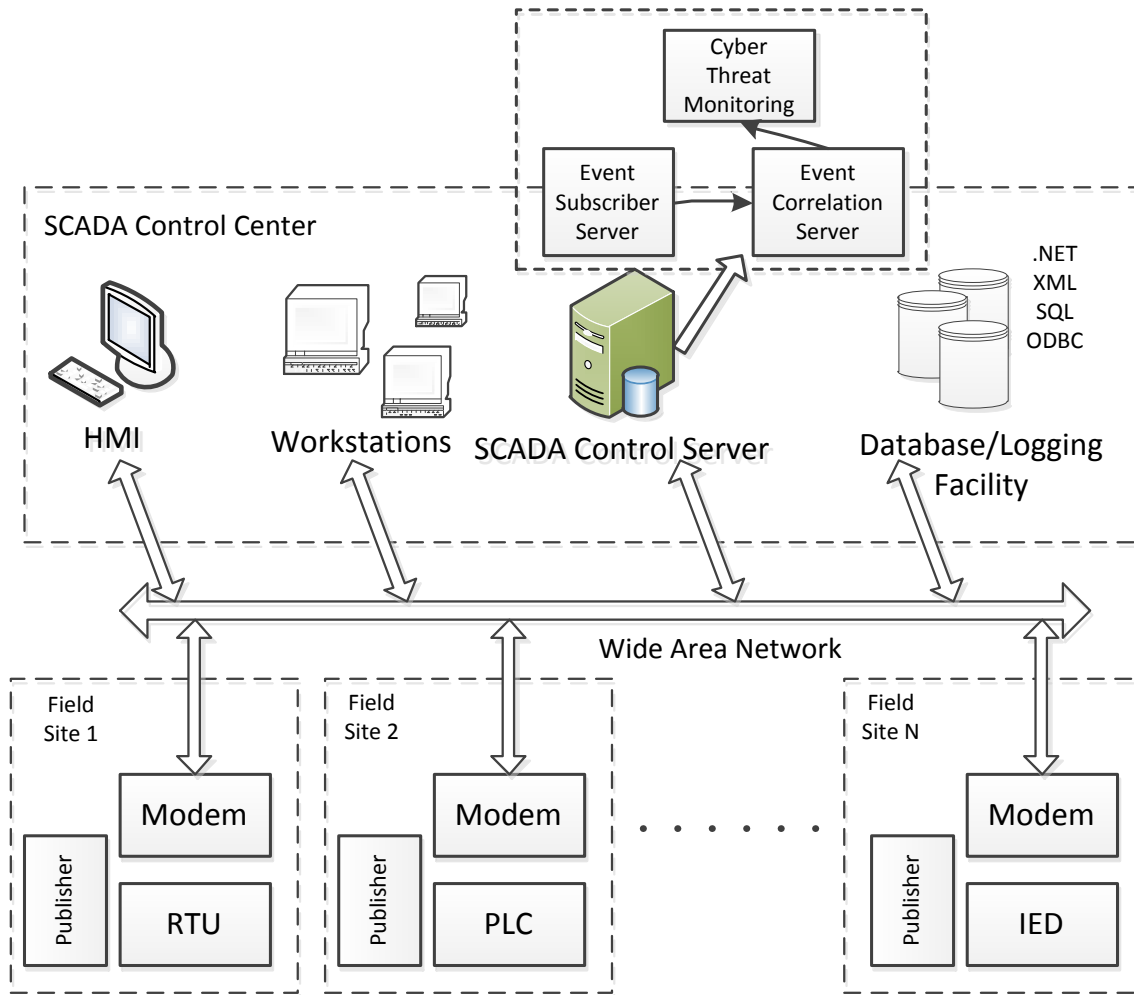 Cyber
Threat
Monitoring
Event
Subscriber
Server
Event
Correlation
Server
SCADA Control Center
.NET
XML
SQL
ODBC
HMI
Workstations
SCADA Control Server
Database/Logging
Facility
Wide Area Network
Field
Site 1
Modem
Publisher
RTU
Field
Site 2
Modem
Publisher
PLC
. . . . . .
Field
Site N
Modem
Publisher
IED